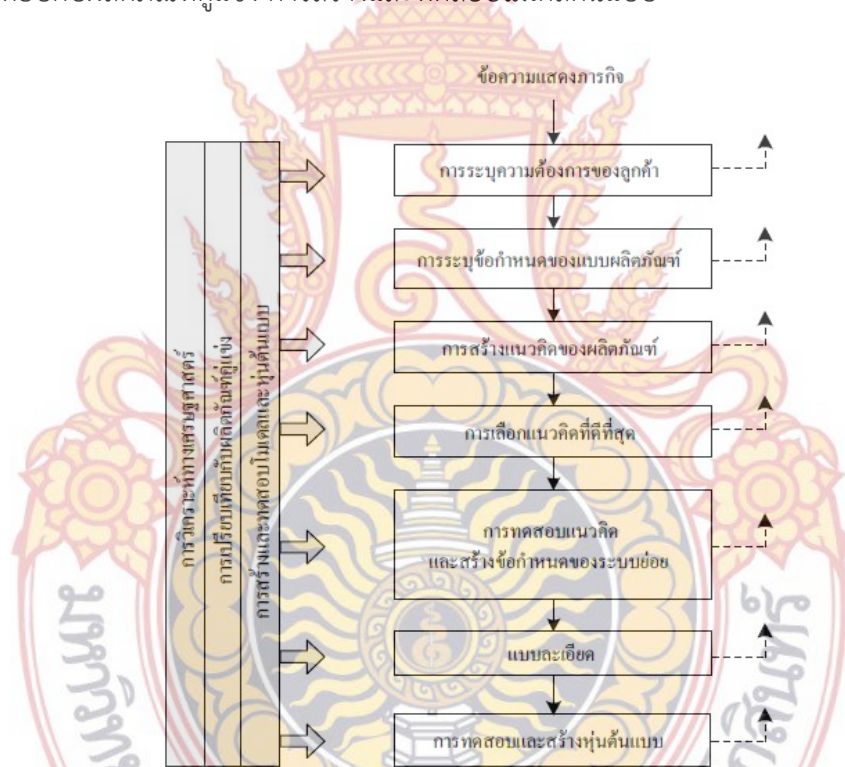 ข้อความแสดงภารกิจ
การระบุความต้องการของลูกค้า
การระบุข้อกำหนดของแบบผลิตภัณฑ์
การสร้างแนวคิดของผลิตภัณฑ์
การเลือกแนวคิดที่ดีที่สุด
การทดสอบแนวคิด
และสร้างข้อกำหนดของระบบย่อย
แบบละเอียด
การทดสอบและสร้างหุ่นต้นแบบ
การวิเคราะห์ทางเศรษฐศาสตร์
การเปรียบเทียบกับผลิตภัณฑ์คู่แข่ง
การสร้างและทดสอบโมเดลและหุ่นต้นแบบ